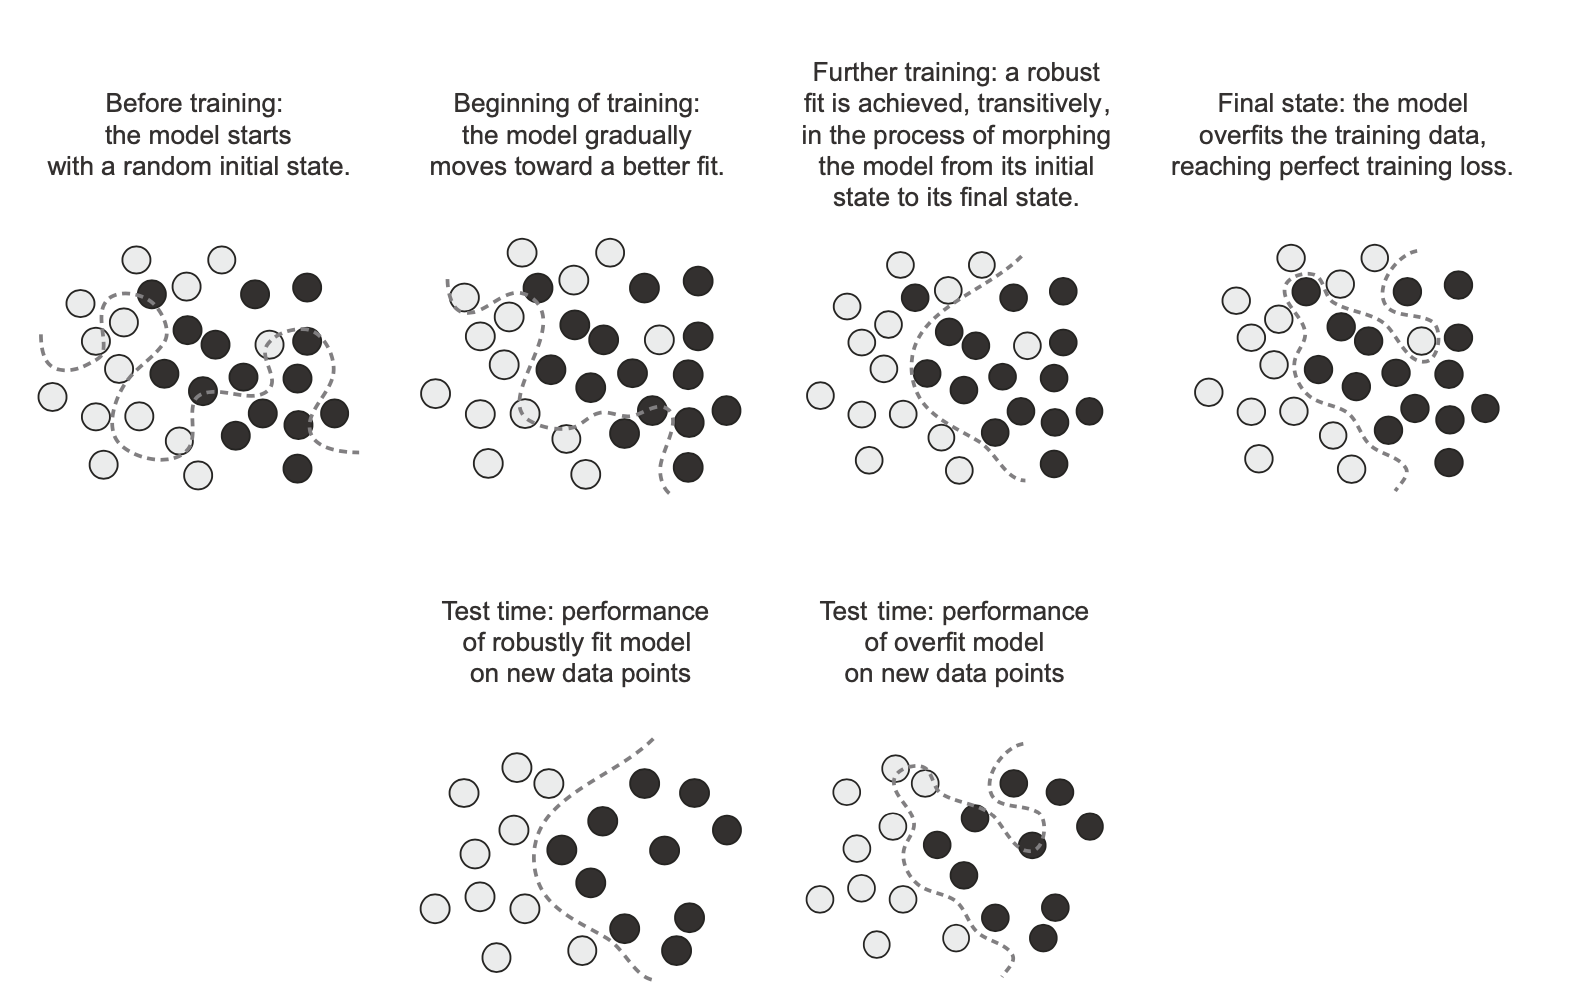 Before training:
the model starts
with a random initial state.
Beginning of training:
the model gradually
moves toward a better fit.
Further training: a robust
fit is achieved, transitively,
in the process of morphing
the model from its initial
state to its final state.
Final state: the model
overfits the training data,
reaching perfect training loss.
Test time: performance
of robustly fit model
on new data points
Test time: performance
of overfit model
on new data points